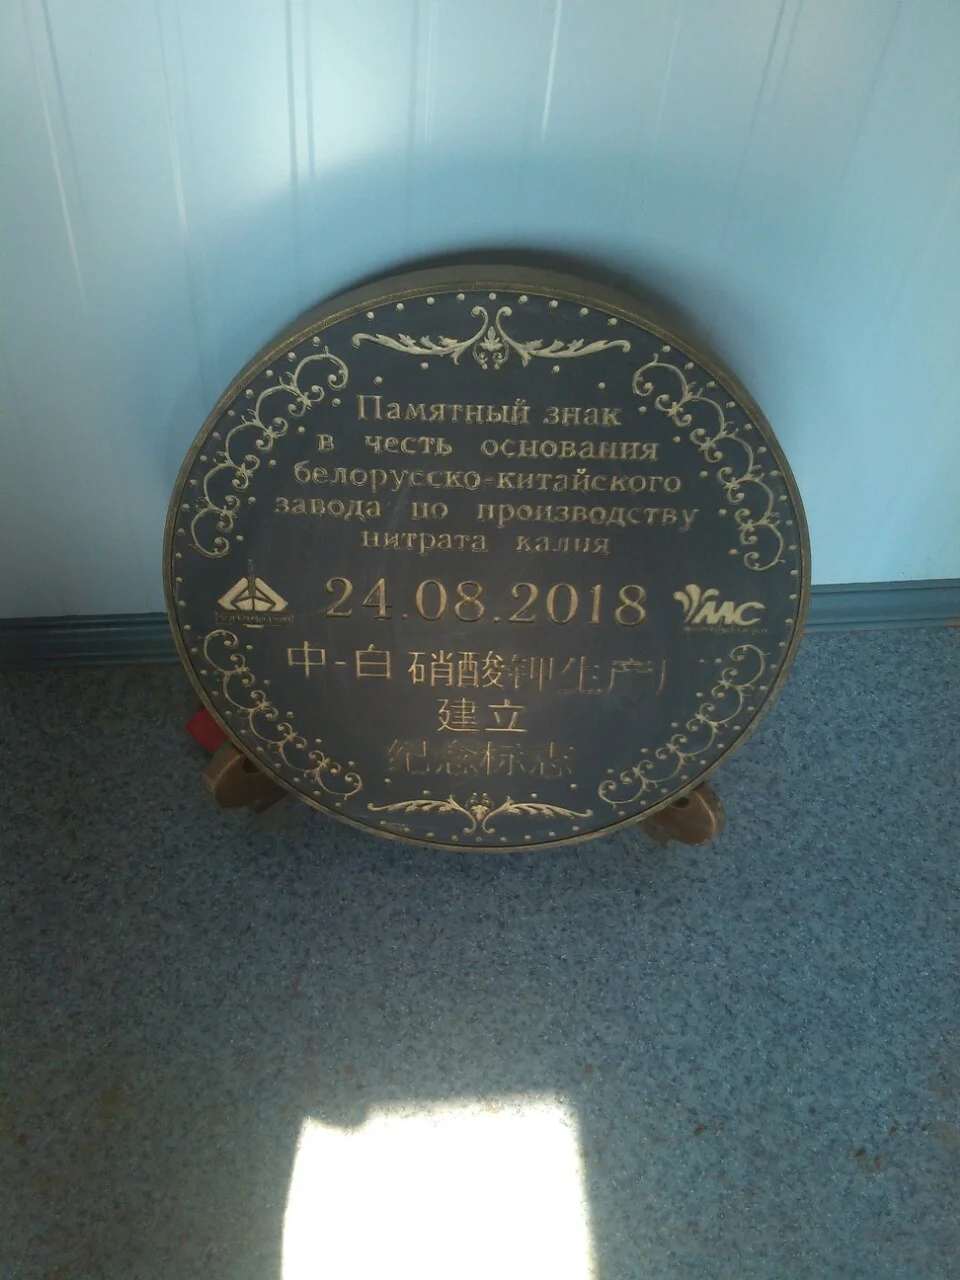 Памятный знак
в честь основания
белорусско-китайского
завода по производству
нитрата калия
24.08.2018
ММС
中-白硝酸钾生产厂
建立
纪念标志